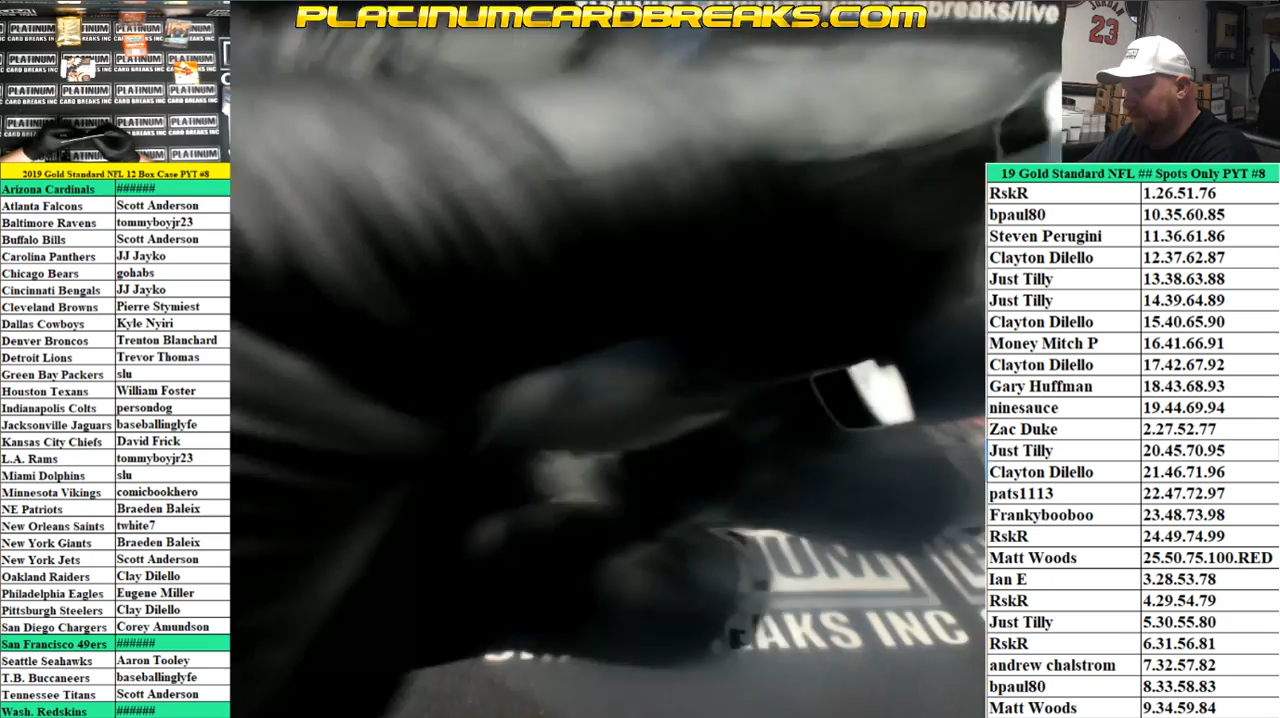 PLATINUMCARDBREAKS.COM
breaks/live
JORDAN
23
PLATINUM
CARD BREAKS INC
2019 Gold Standard NFL 12 Box Case PYT #8
Arizona Cardinals ######
Atlanta Falcons Scott Anderson
Baltimore Ravens tommyboyjr23
Buffalo Bills Scott Anderson
Carolina Panthers JJ Jayko
Chicago Bears gohabs
Cincinnati Bengals JJ Jayko
Cleveland Browns Pierre Stymiest
Dallas Cowboys Kyle Nyiri
Denver Broncos Trenton Blanchard
Detroit Lions Trevor Thomas
Green Bay Packers slu
Houston Texans William Foster
Indianapolis Colts persondog
Jacksonville Jaguars baseballinglyfe
Kansas City Chiefs David Frick
L.A. Rams tommyboyjr23
Miami Dolphins slu
Minnesota Vikings comicbookhero
NE Patriots Braeden Baleix
New Orleans Saints twhite7
New York Giants Braeden Baleix
New York Jets Scott Anderson
Oakland Raiders Clay Dilello
Philadelphia Eagles Eugene Miller
Pittsburgh Steelers Clay Dilello
San Diego Chargers Corey Amundson
San Francisco 49ers ######
Seattle Seahawks Aaron Tooley
T.B. Buccaneers baseballinglyfe
Tennessee Titans Scott Anderson
Wash. Redskins ######
AKS INC
19 Gold Standard NFL ## Spots Only PYT #8
RskR 1.26.51.76
bpaul80 10.35.60.85
Steven Perugini 11.36.61.86
Clayton Dilello 12.37.62.87
Just Tilly 13.38.63.88
Just Tilly 14.39.64.89
Clayton Dilello 15.40.65.90
Money Mitch P 16.41.66.91
Clayton Dilello 17.42.67.92
Gary Huffman 18.43.68.93
ninesauce 19.44.69.94
Zac Duke 2.27.52.77
Just Tilly 20.45.70.95
Clayton Dilello 21.46.71.96
pats1113 22.47.72.97
Frankybooboo 23.48.73.98
RskR 24.49.74.99
Matt Woods 25.50.75.100.RED
Ian E 3.28.53.78
RskR 4.29.54.79
Just Tilly 5.30.55.80
RskR 6.31.56.81
andrew chalstrom 7.32.57.82
bpaul80 8.33.58.83
Matt Woods 9.34.59.84